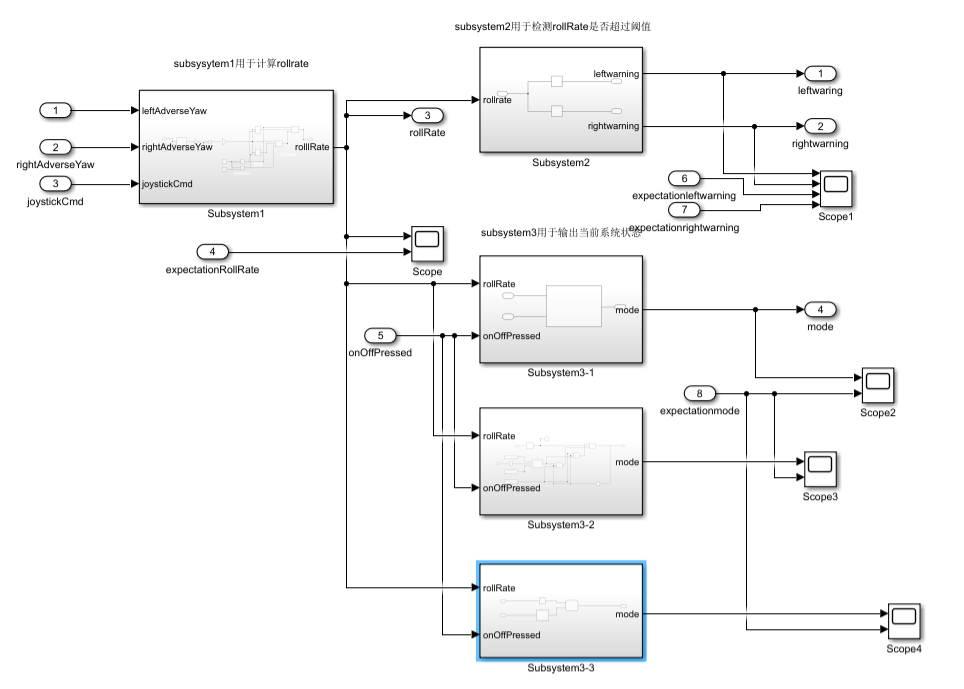 subsystem2用于检测rollRate是否超过阈值
subsysytem1用于计算rollrate
leftwarning
1
leftwaring
rollrate
1
leftAdverseYaw
3
rollRate
rightwarning
2
rightwarning
2
rightAdverseYaw
rightAdverseYaw
rolllRate
Subsystem2
3
joystickCmd
joystickCmd
6
expectationleftwarning
Subsystem1
7
expectationrightwarning
Scope1
subsystem3用于输出当前系统状态
4
expectationRollRate
Scope
rollRate
mode
4
mode
5
onOffPressed
onOffPressed
Subsystem3-1
8
expectationmode
Scope2
rollRate
mode
onOffPressed
Scope3
Subsystem3-2
rollRate
mode
onOffPressed
Scope4
Subsystem3-3